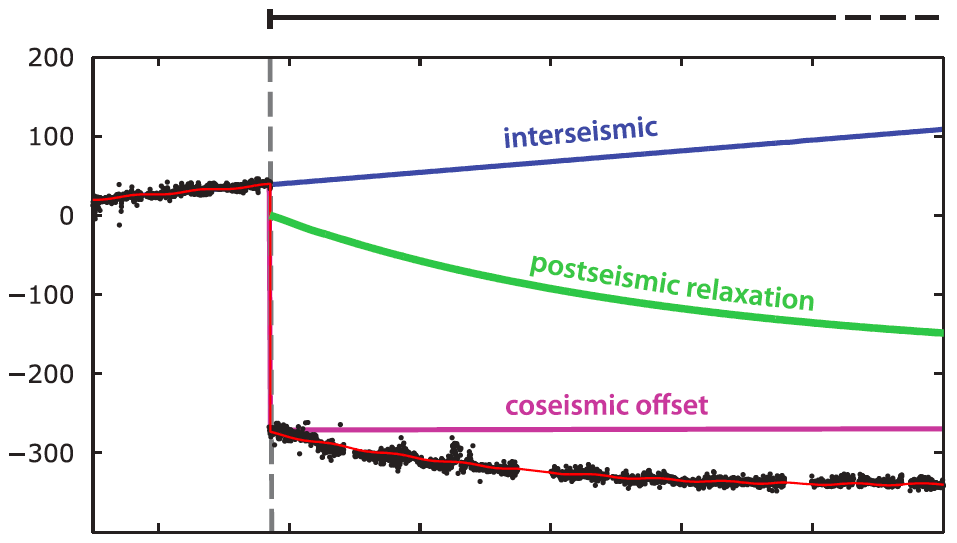 200
100
interseismic
0
postseismic relaxation
−100
−200
coseismic offset
−300